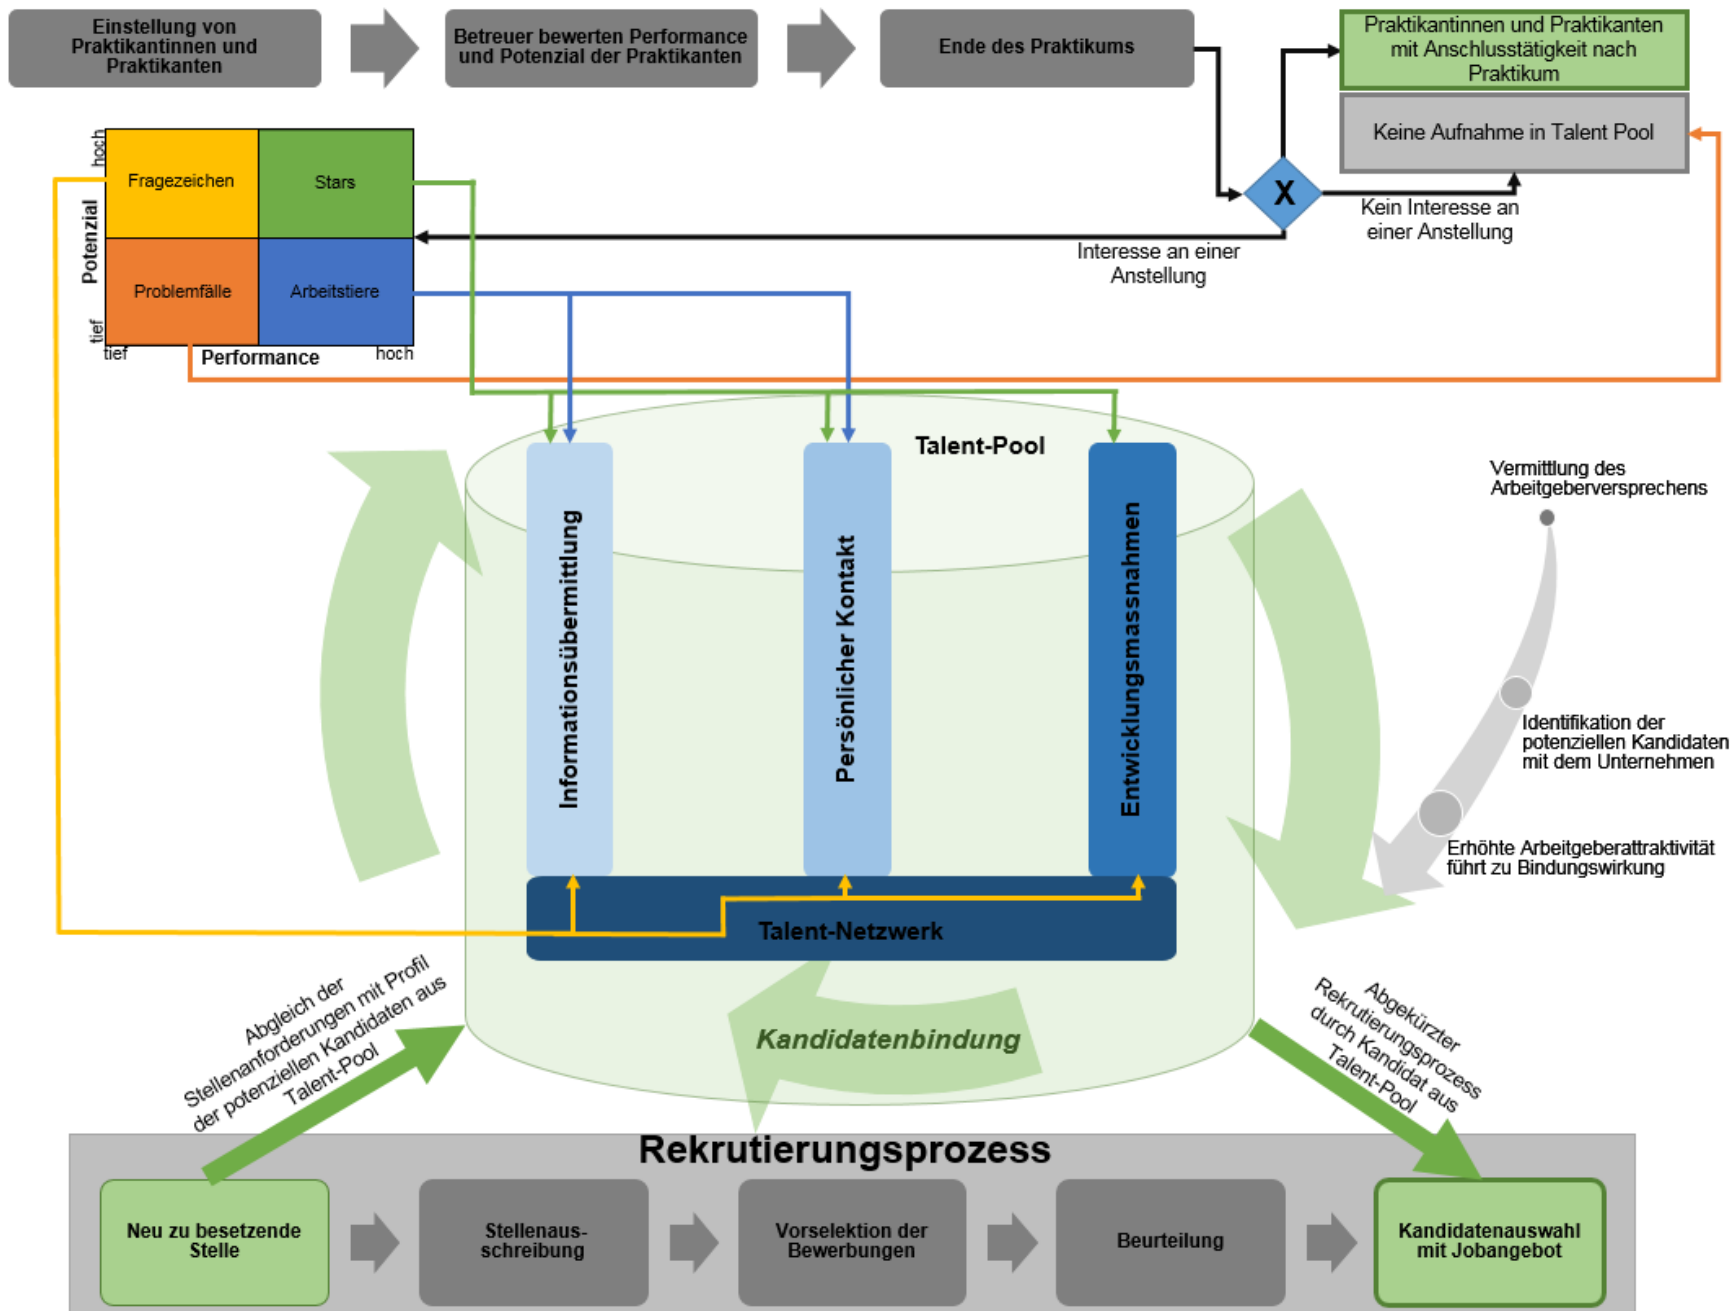 Einstellung von
Praktikantinnen und
Praktikanten
Betreuer bewerten Performance
und Potenzial der Praktikanten
Ende des Praktikums
Praktikantinnen und Praktikanten
mit Anschlusstätigkeit nach
Praktikum
Keine Aufnahme in Talent Pool
X
Kein Interesse an
einer Anstellung
Interesse an einer
Anstellung
hoch
Potenzial
tief
Fragezeichen
Stars
Problemfälle
Arbeitstiere
tief
Performance
hoch
Talent-Pool
Informationsübermittlung
Persönlicher Kontakt
Entwicklungsmassnahmen
Talent-Netzwerk
Kandidatenbindung
Vermittlung des
Arbeitgeberversprechens
Identifikation der
potenziellen Kandidaten
mit dem Unternehmen
Erhöhte Arbeitgeberattraktivität
führt zu Bindungswirkung
Abgleich der
Stellenanforderungen mit Profil
der potenziellen Kandidaten aus
Talent-Pool
Abgekürzter
Rekrutierungsprozess
durch Kandidat aus
Talent-Pool
Rekrutierungsprozess
Neu zu besetzende
Stelle
Stellenaus-
schreibung
Vorselektion der
Bewerbungen
Beurteilung
Kandidatenauswahl
mit Jobangebot